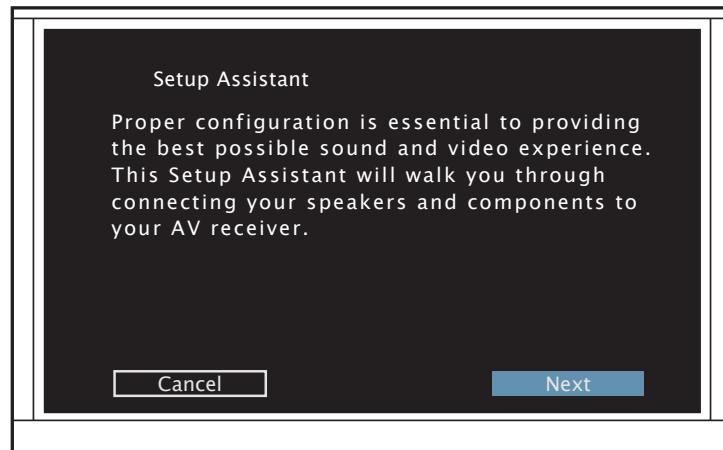 Setup Assistant
Proper configuration is essential to providing
the best possible sound and video experience.
This Setup Assistant will walk you through
connecting your speakers and components to
your AV receiver.
Cancel
Next